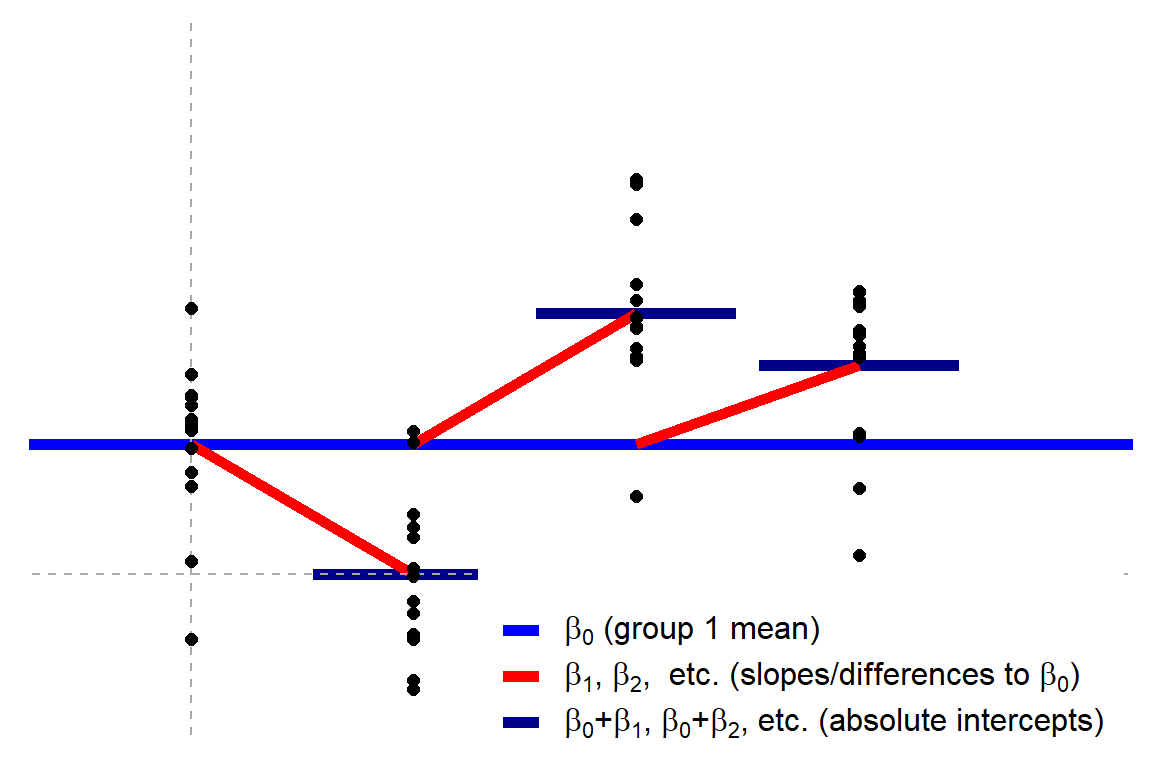 β₀ (group 1 mean)
β₁, β₂,  etc. (slopes/differences to β₀)
β₀+β₁, β₀+β₂, etc. (absolute intercepts)